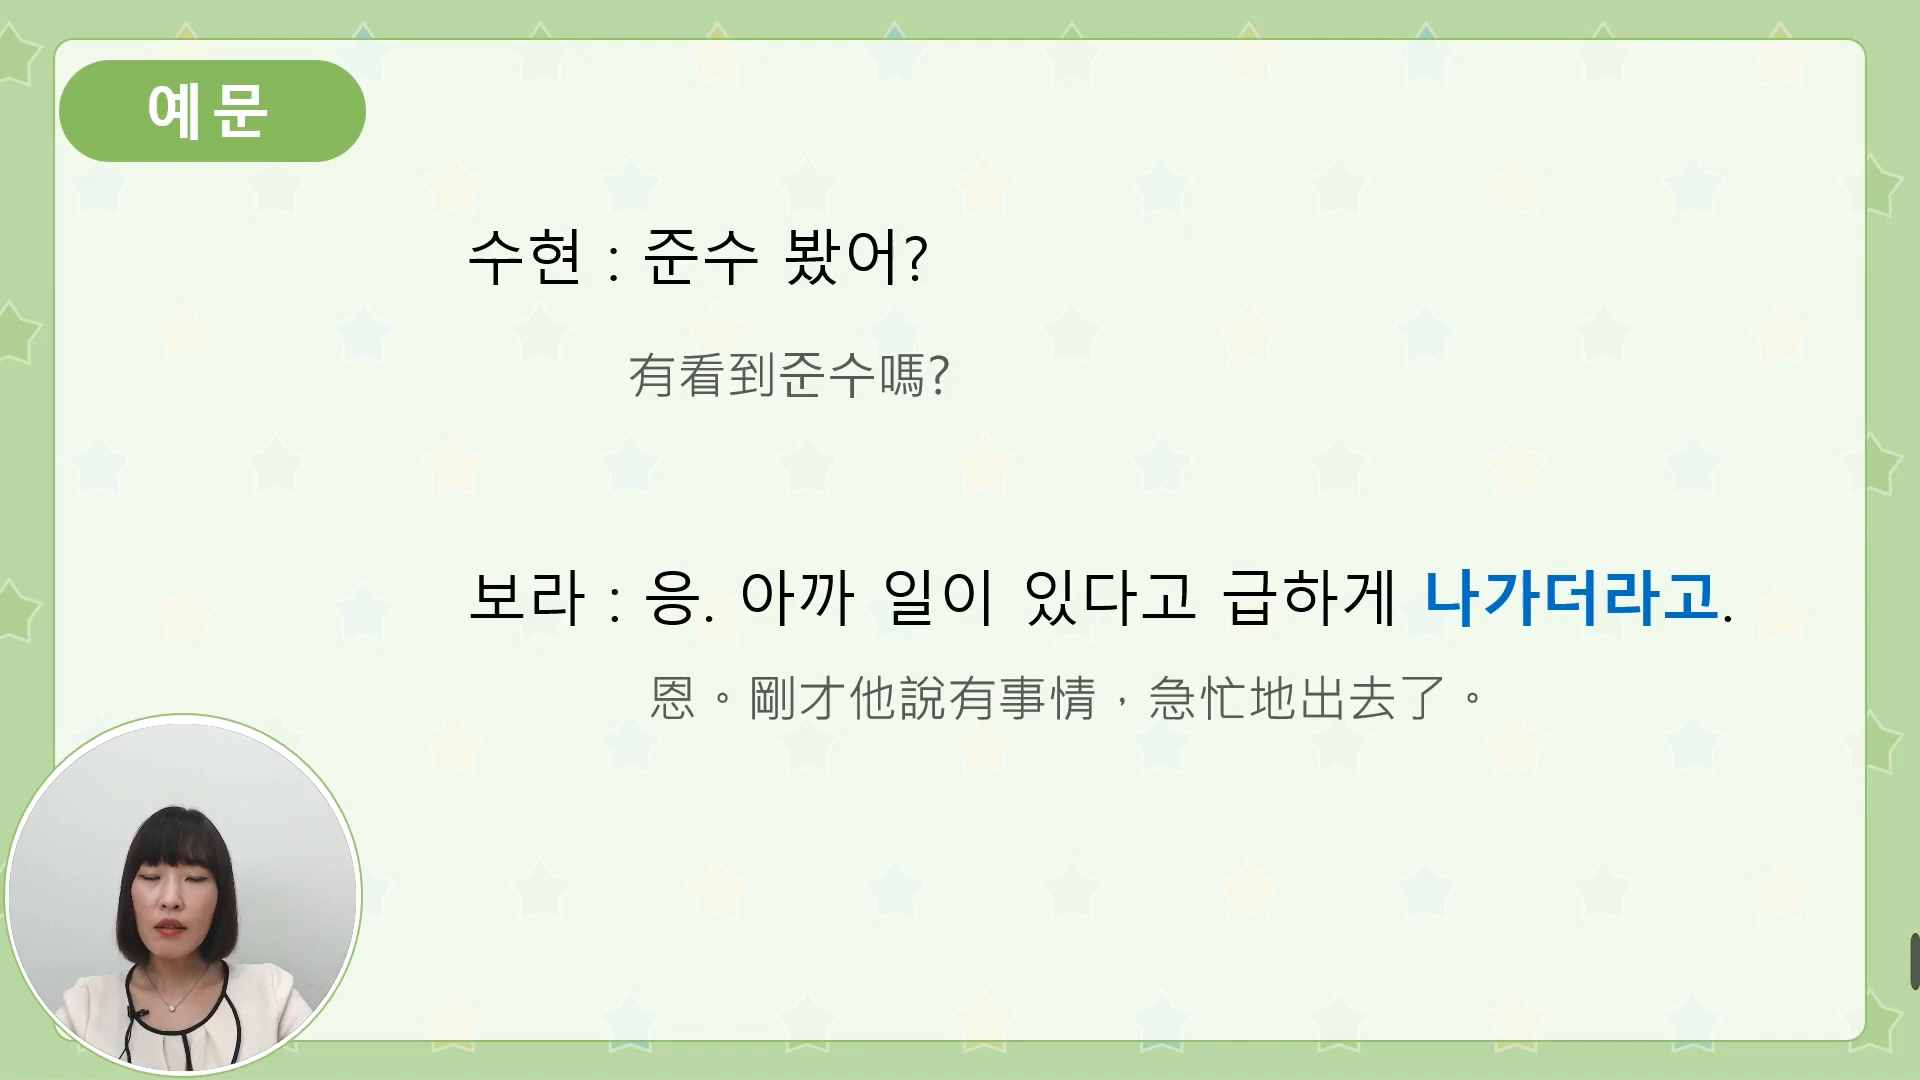 예문
수현 : 준수 봤어?
有看到준수嗎?
보라 : 응. 아까 일이 있다고 급하게 나가더라고.
恩。剛才他說有事情，急忙地出去了。